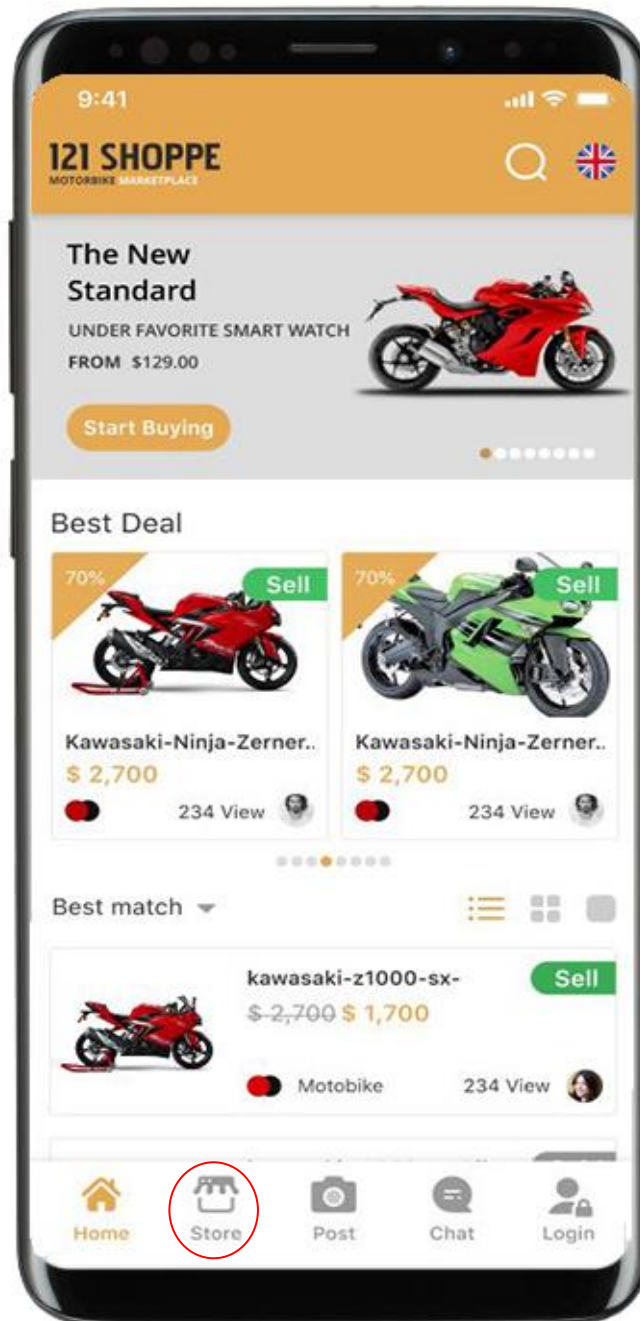 9:41
121 SHOPPE
MOTORBIKE MARKETPLACE
The New
Standard
UNDER FAVORITE SMART WATCH
FROM $129.00
Start Buying
Best Deal
70%
Sell
Kawasaki-Ninja-Zerner..
$ 2,700
234 View
70%
Sell
Kawasaki-Ninja-Zerner..
$ 2,700
234 View
Best match
kawasaki-z1000-sx-
Sell
$ 2,700 $ 1,700
Motobike
234 View
Home
Store
Post
Chat
Login